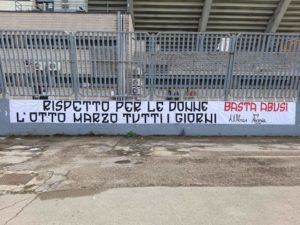 RISPETTO PER LE DONNE BASTA ABUSI
L'OTTO MARZO TUTTI I GIORNI